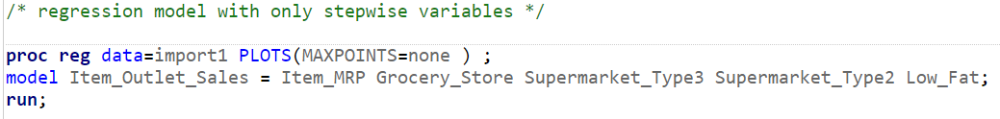 /* regression model with only stepwise variables */
proc reg data=import1 PLOTS(MAXPOINTS=none ) ;
model Item_Outlet_Sales = Item_MRP Grocery_Store Supermarket_Type3 Supermarket_Type2 Low_Fat;
run;